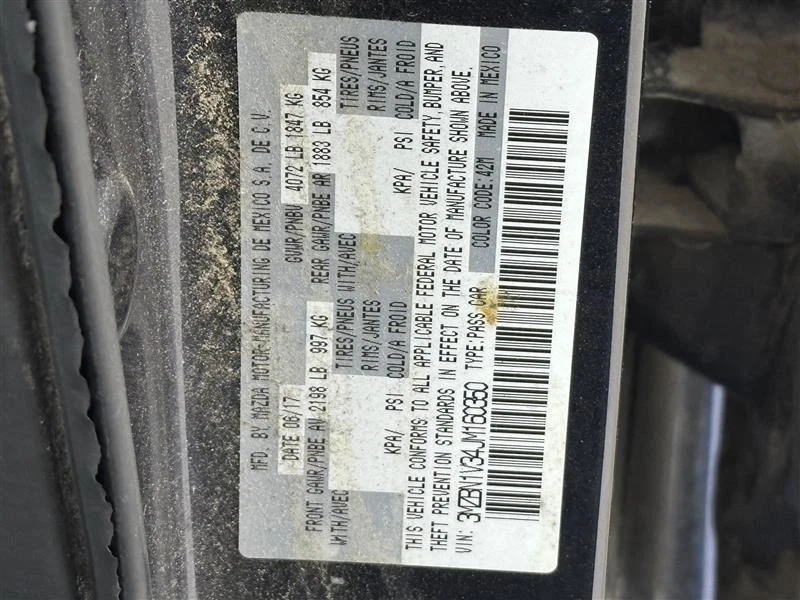 MFD. BY MAZDA MOTOR MANUFACTURING DE MEXICO S.A. DE C.V.
DATE 06/17 GVWR/PNBV 4072 LB 1847 KG
FRONT GAWR/PNBE AV 2198 LB 997 KG REAR GAWR/PNBE AR 1883 LB 854 KG
WITH/AVEC TIRES/PNEUS WITH/AVEC TIRES/PNEUS
RIMS/JANTES RIMS/JANTES
KPA/ PSI COLD/A FROID KPA/ PSI COLD/A FROID
THIS VEHICLE CONFORMS TO ALL APPLICABLE FEDERAL MOTOR VEHICLE SAFETY, BUMPER, AND
THEFT PREVENTION STANDARDS IN EFFECT ON THE DATE OF MANUFACTURE SHOWN ABOVE.
VIN: 3MZBN1V34JM160350 TYPE:PASS CAR COLOR CODE:42M MADE IN MEXICO